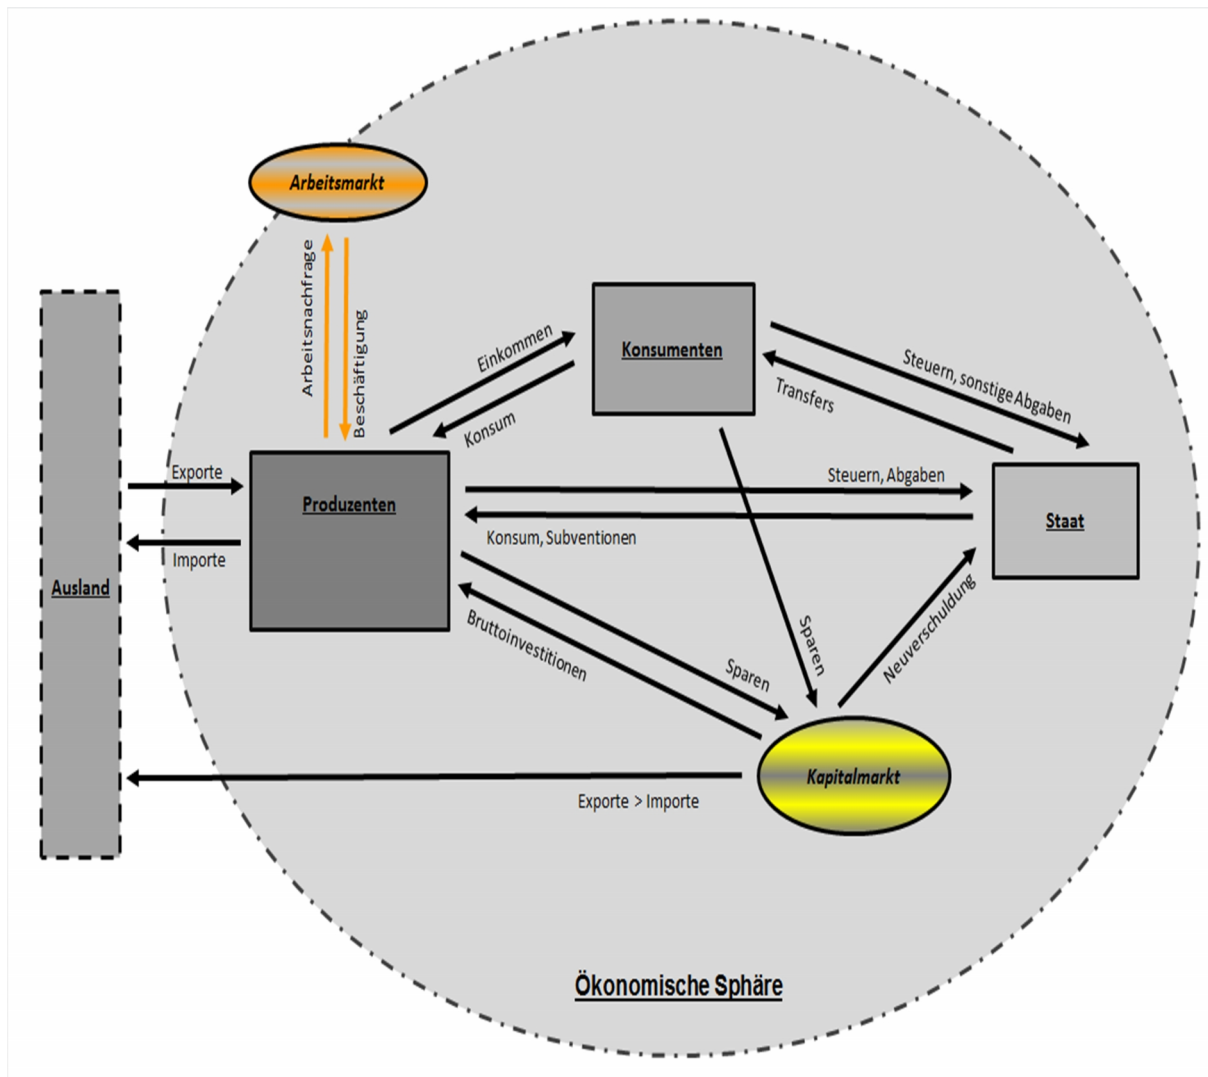 Arbeitsmarkt
Arbeitsnachfrage
Beschäftigung
Einkommen
Konsum
Konsumenten
Steuern, sonstige Abgaben
Transfers
Exporte
Importe
Ausland
Produzenten
Steuern, Abgaben
Konsum, Subventionen
Staat
Bruttoinvestitionen
Sparen
Sparen
Neuverschuldung
Kapitalmarkt
Exporte > Importe
Ökonomische Sphäre